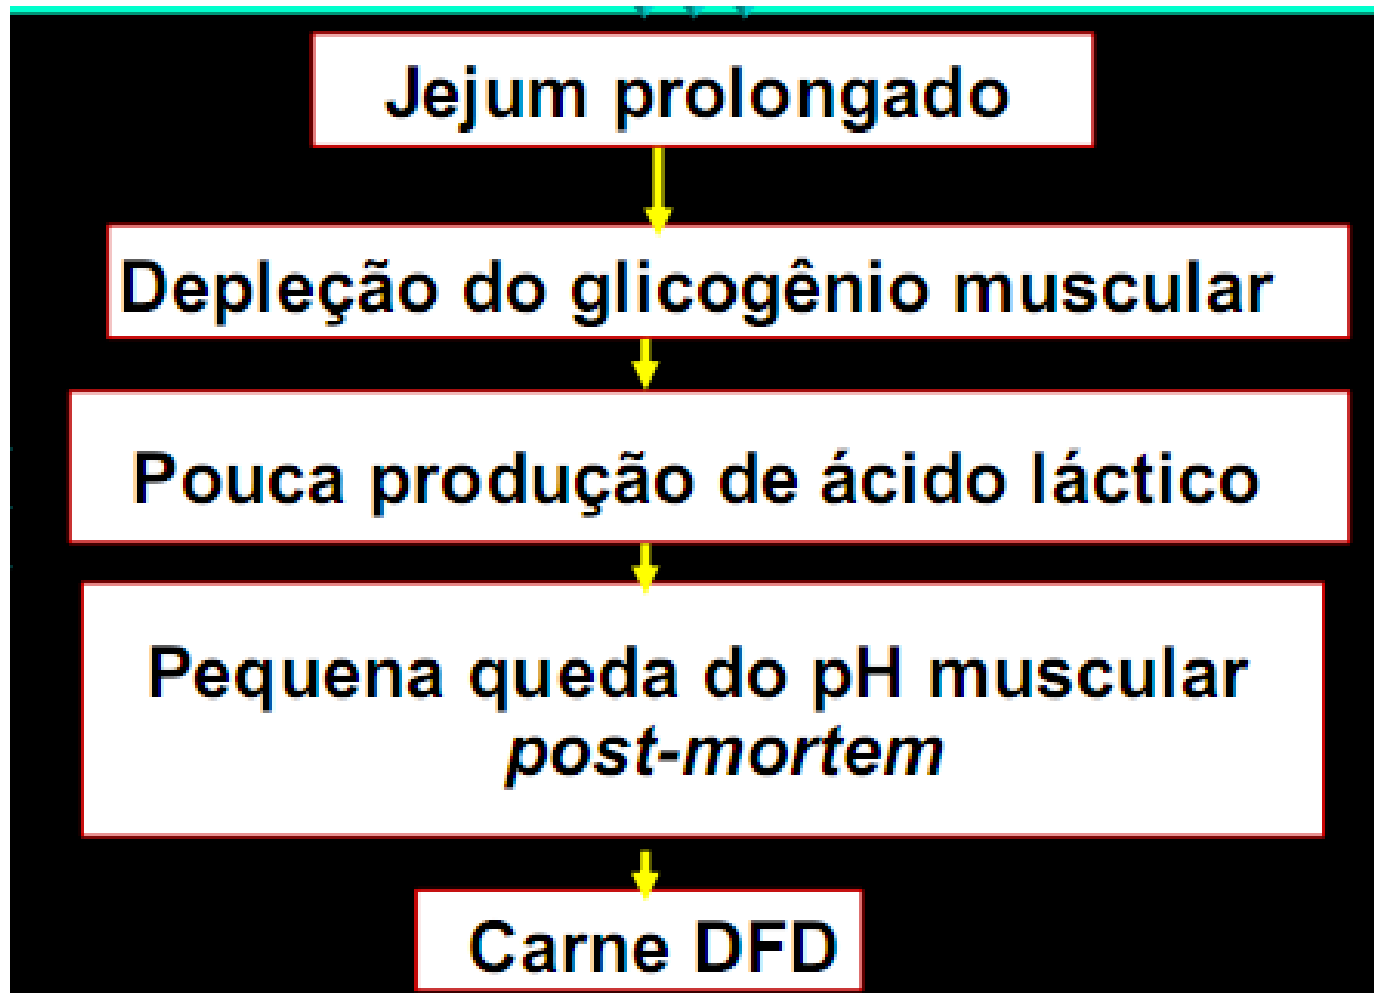 Jejum prolongado
Depleção do glicogênio muscular
Pouca produção de ácido láctico
Pequena queda do pH muscular
post-mortem
Carne DFD